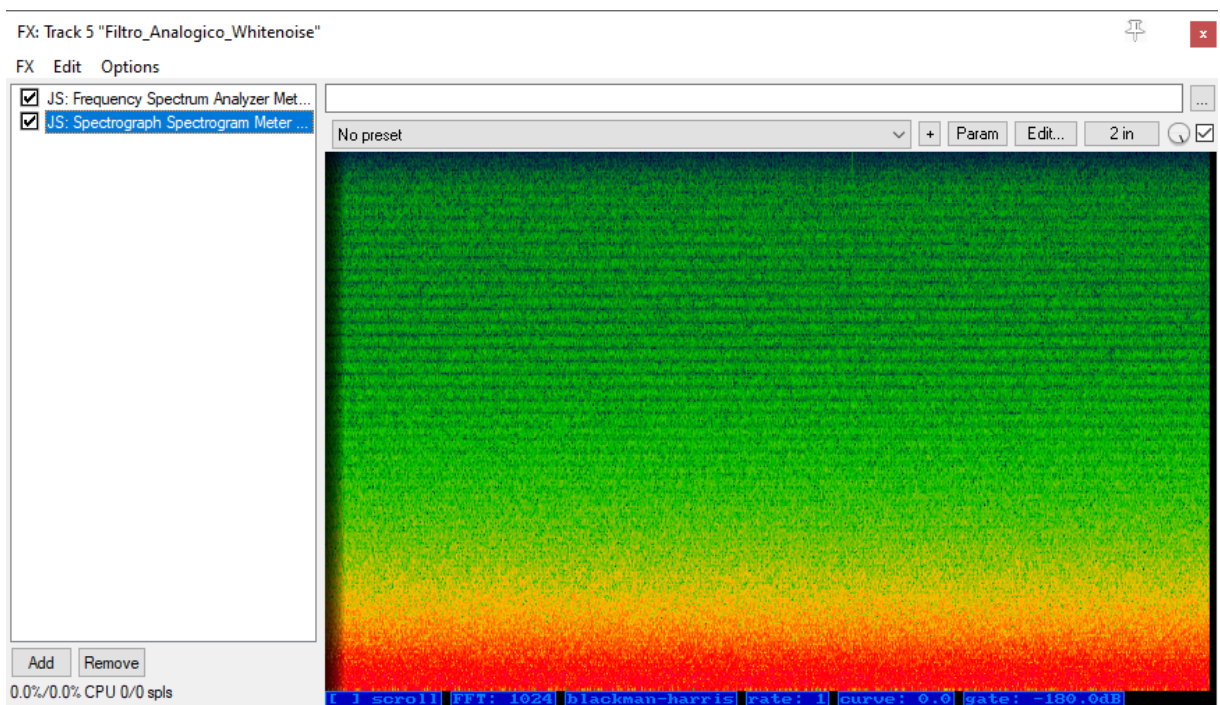 FX: Track 5 "Filtro_Analogico_Whitenoise"
x
FX Edit Options
JS: Frequency Spectrum Analyzer Met...
JS: Spectrograph Spectrogram Meter ...
...
No preset + Param Edit... 2 in
[ ] scroll FFT: 1024 blackman-harris rate: 1 curve: 0.0 gate: -180.0dB
Add Remove
0.0%/0.0% CPU 0/0 spls